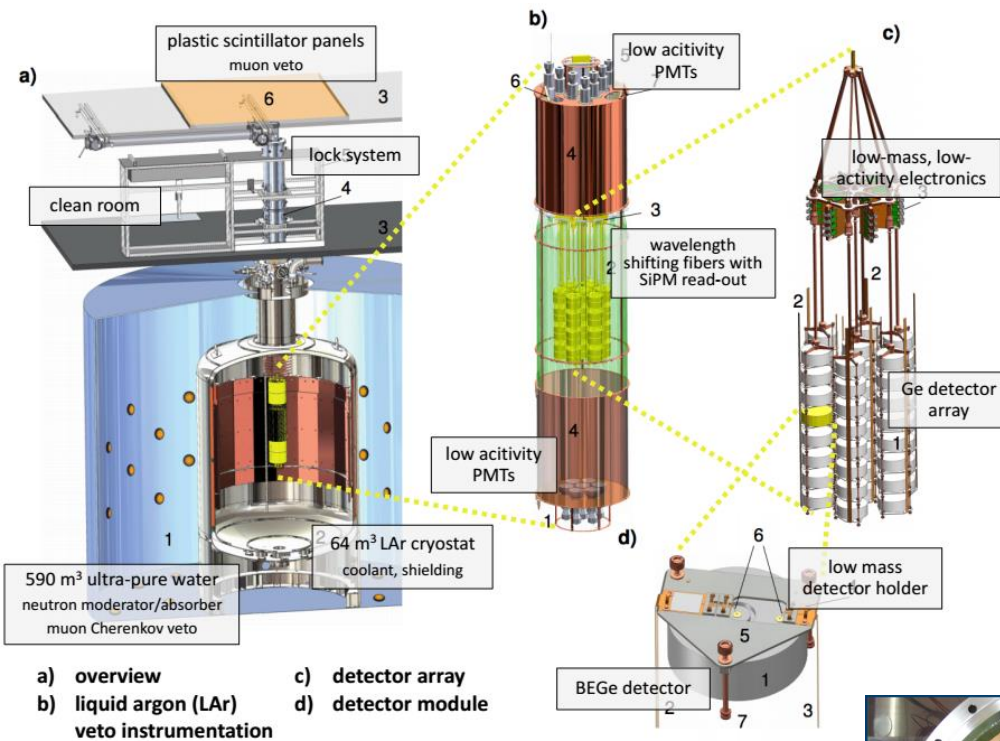 a)
plastic scintillator panels
muon veto
6
3
lock system
4
clean room
3
1
2
64 m³ LAr cryostat
coolant, shielding
590 m³ ultra-pure water
neutron moderator/absorber
muon Cherenkov veto
b)
5
low acitivity
PMTs
6
4
3
wavelength
shifting fibers with
SiPM read-out
2
4
low acitivity
PMTs
1
c)
low-mass, low-
activity electronics
3
2
2
Ge detector
array
1
d)
6
low mass
detector holder
5
BEGe detector
1
2
7
3
a) overview
b) liquid argon (LAr)
veto instrumentation
c) detector array
d) detector module